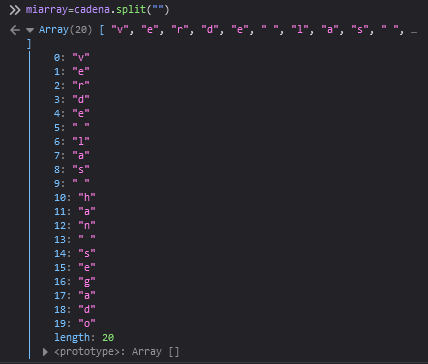 miarray=cadena.split("")
Array(20) [ "v", "e", "r", "d", "e", " ", "l", "a", "s", " ", …
]
0: "v"
1: "e"
2: "r"
3: "d"
4: "e"
5: " "
6: "l"
7: "a"
8: "s"
9: " "
10: "h"
11: "a"
12: "n"
13: " "
14: "s"
15: "e"
16: "g"
17: "a"
18: "d"
19: "o"
length: 20
<prototype>: Array []